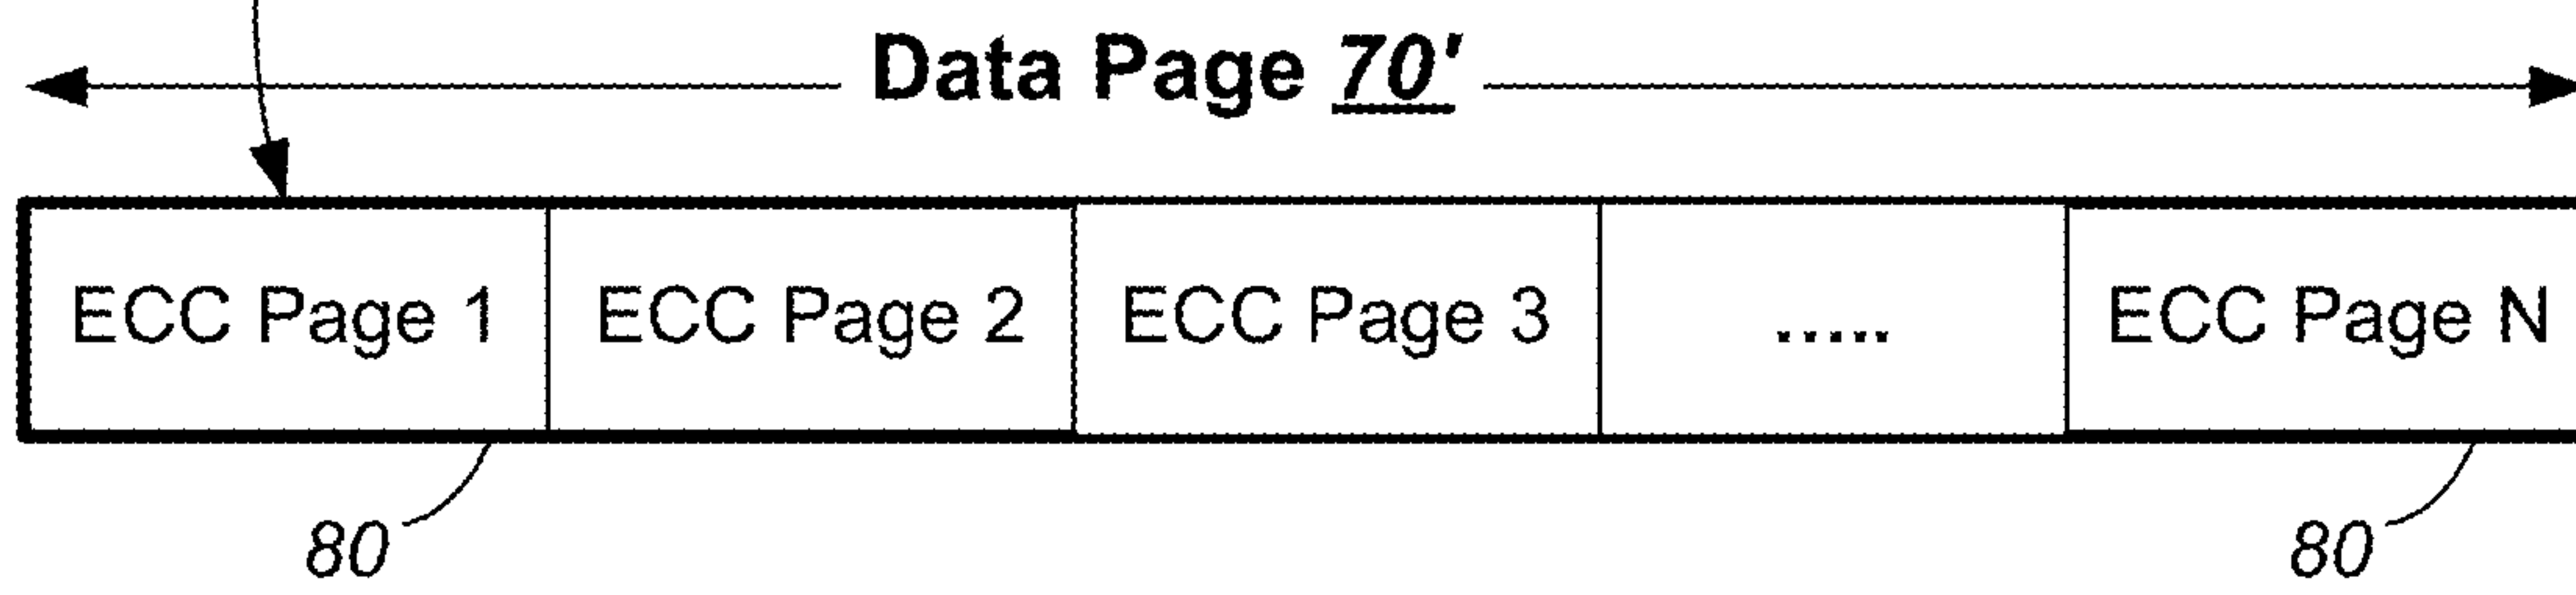 Data Page 70'
ECC Page 1 ECC Page 2 ECC Page 3 ..... ECC Page N
80 80